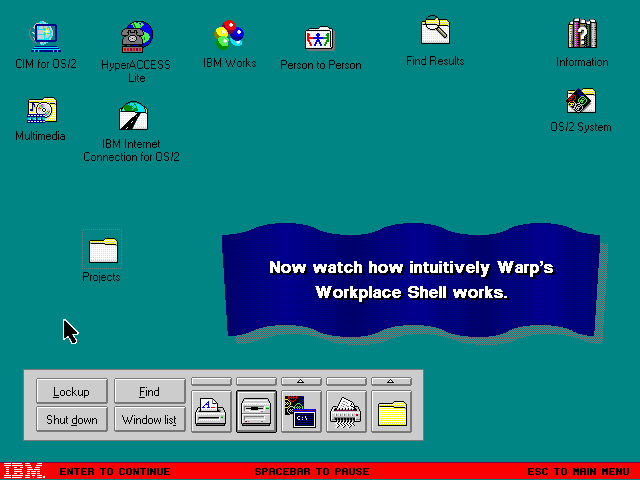 CIM for OS/2
HyperACCESS
Lite
IBM Works
Person to Person
Find Results
Information
Multimedia
IBM Internet
Connection for OS/2
OS/2 System
Projects
Now watch how intuitively Warp's
Workplace Shell works.
Lockup
Find
Shut down
Window list
C:\
IBM.
ENTER TO CONTINUE
SPACEBAR TO PAUSE
ESC TO MAIN MENU